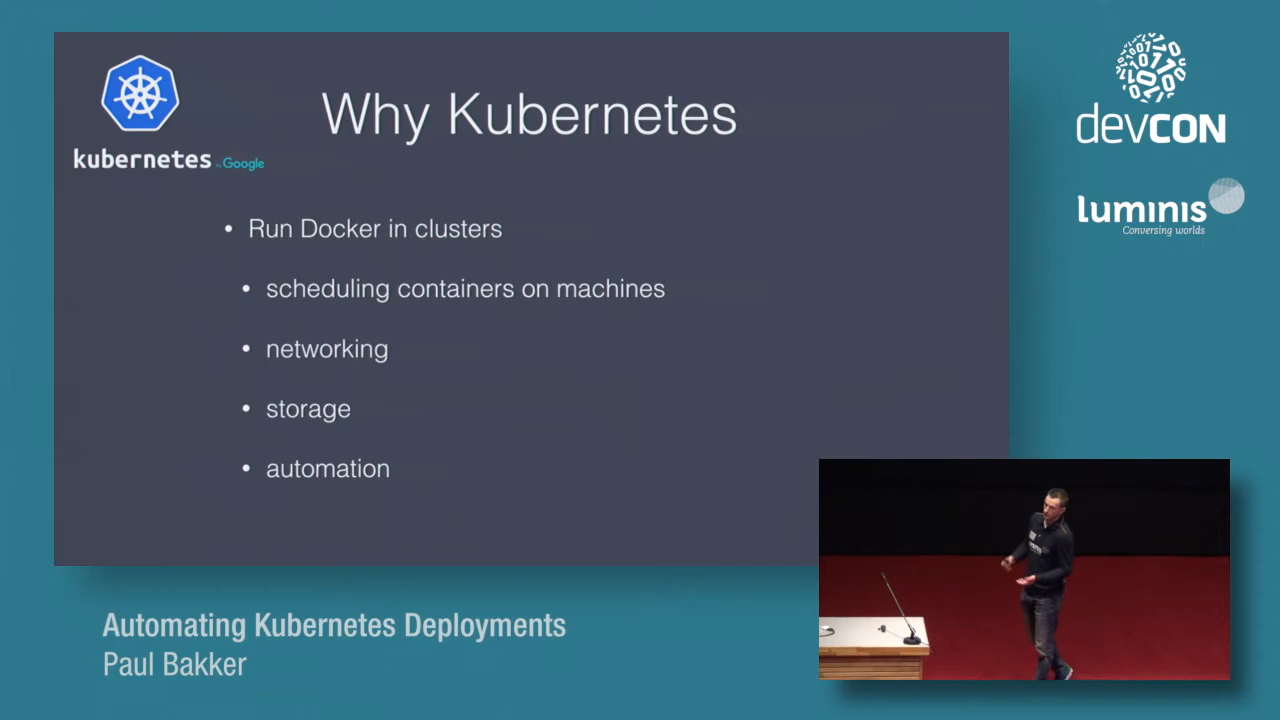 Why Kubernetes
kubernetes by Google
• Run Docker in clusters
• scheduling containers on machines
• networking
• storage
• automation
devCON
luminis
Conversing worlds
Automating Kubernetes Deployments
Paul Bakker